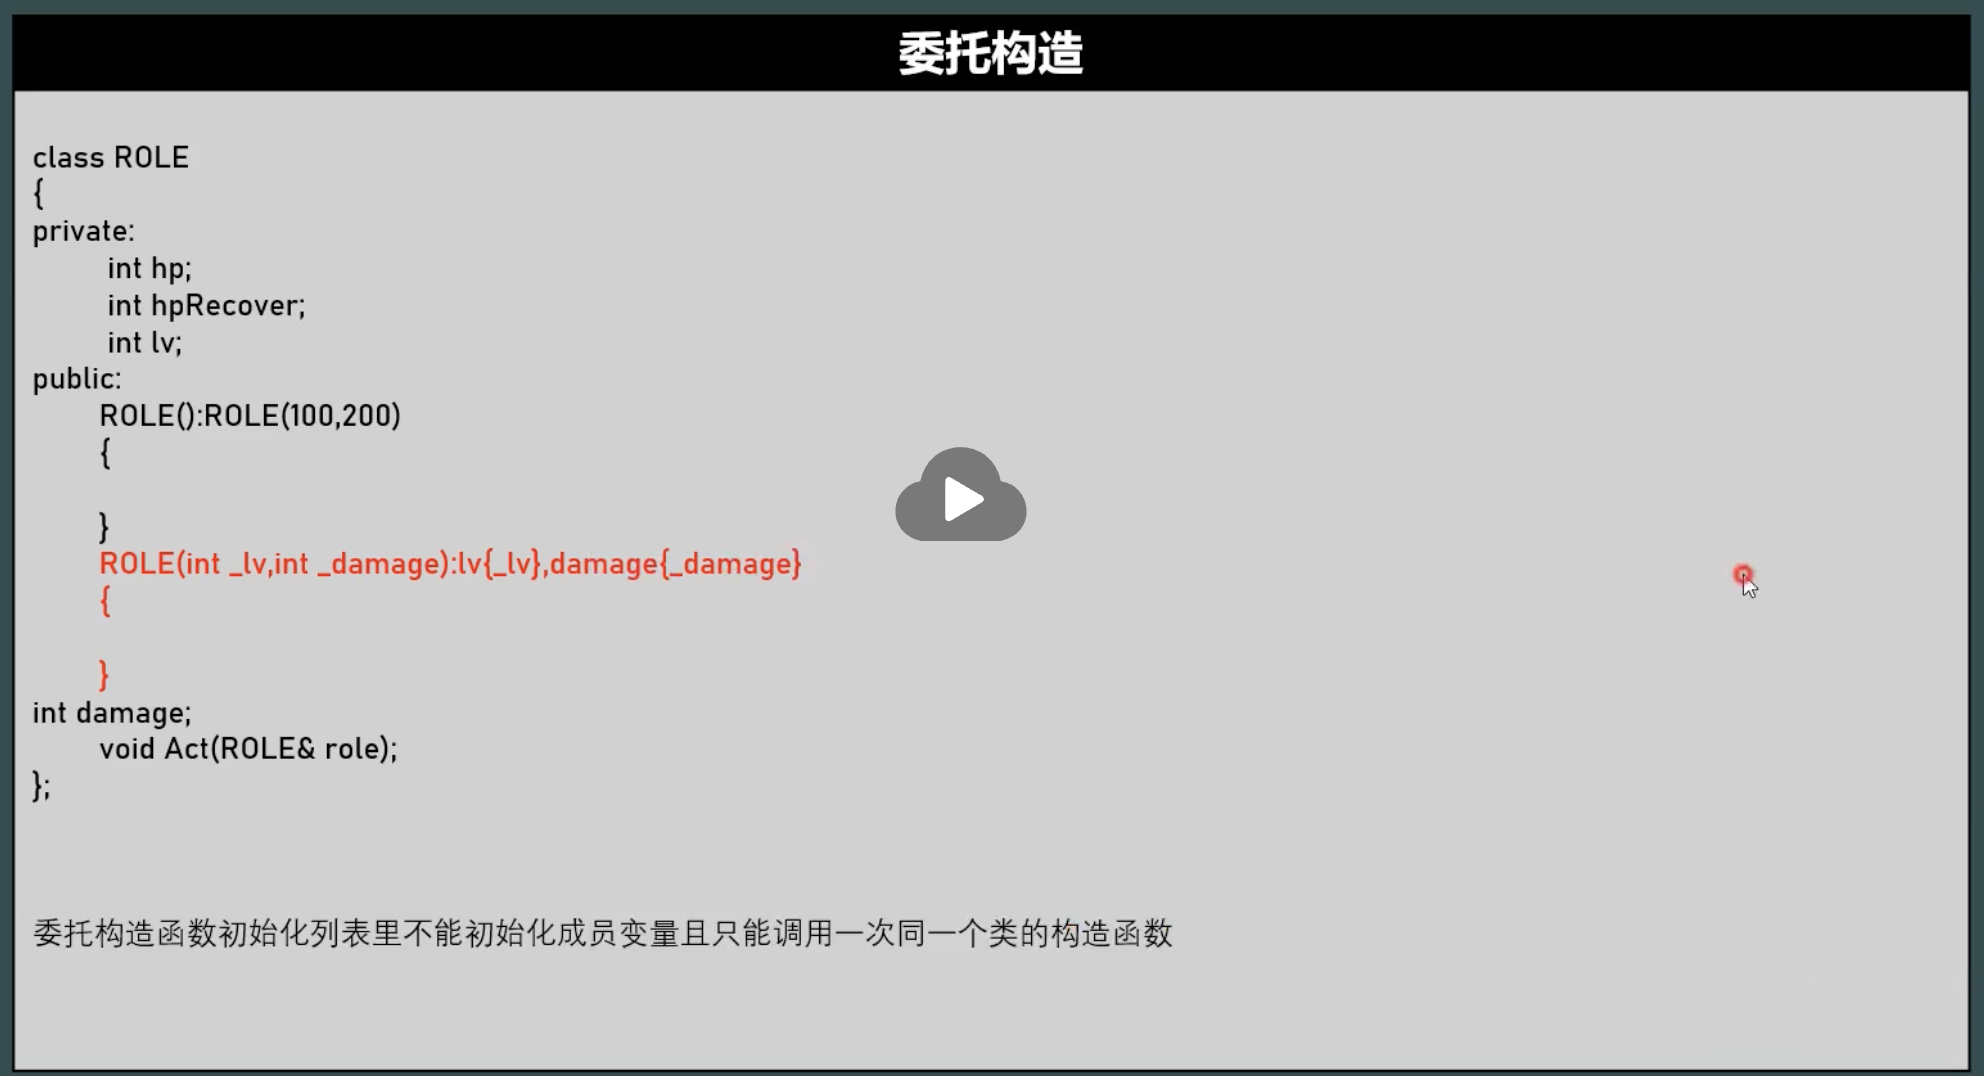 委托构造
class ROLE
{
private:
int hp;
int hpRecover;
int lv;
public:
ROLE():ROLE(100,200)
{
}
ROLE(int _lv,int _damage):lv{_lv},damage{_damage}
{
}
int damage;
void Act(ROLE& role);
};
委托构造函数初始化列表里不能初始化成员变量且只能调用一次同一个类的构造函数